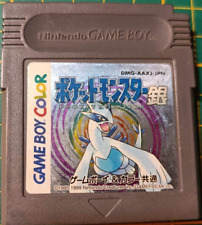 Nintendo GAME BOY
DMG-AAXJ-JPN
ポケットモンスター銀
GAME BOY COLOR
ゲームボーイ&カラー共通